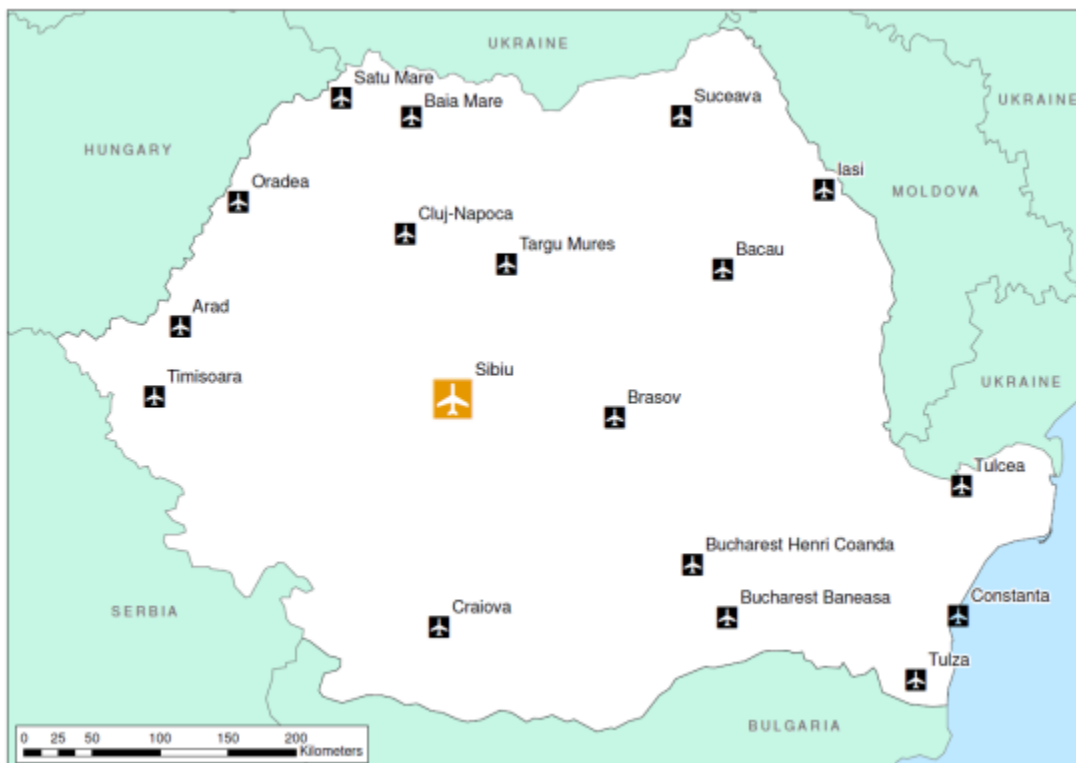 UKRAINE
Satu Mare
Baia Mare
Suceava
UKRAINE
HUNGARY
Iasi
Oradea
MOLDOVA
Cluj-Napoca
Targu Mures
Bacau
Arad
Timisoara
Sibiu
UKRAINE
Brasov
Tulcea
Bucharest Henri Coanda
SERBIA
Craiova
Bucharest Baneasa
Constanta
Tulza
BULGARIA
0 25 50 100 150 200
Kilometers